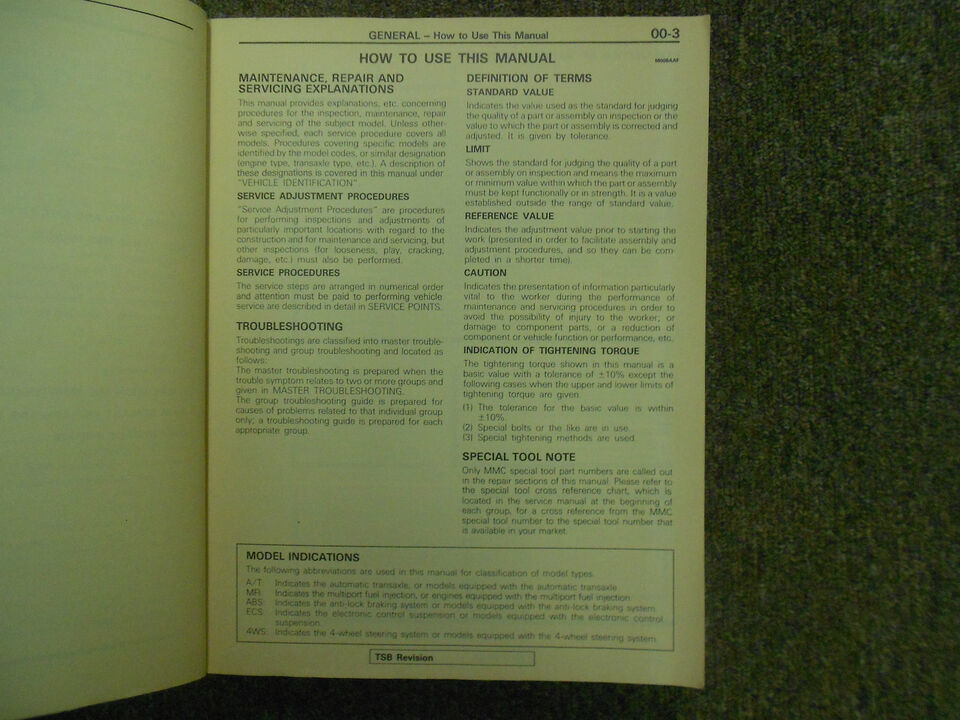 GENERAL – How to Use This Manual
00-3
HOW TO USE THIS MANUAL
MAINTENANCE, REPAIR AND
SERVICING EXPLANATIONS
This manual provides explanations, etc. concerning
procedures for the inspection, maintenance, repair
and servicing of the subject model. Unless other-
wise specified, each service procedure covers all
models. Procedures covering specific models are
identified by the model codes, or similar designation
(engine type, transaxle type, etc.). A description of
these designations is covered in this manual under
"VEHICLE IDENTIFICATION"
SERVICE ADJUSTMENT PROCEDURES
"Service Adjustment Procedures" are procedures
for performing inspections and adjustments of
particularly important locations with regard to the
construction and for maintenance and servicing, but
other inspections (for looseness, play, cracking,
damage, etc.) must also be performed.
SERVICE PROCEDURES
The service steps are arranged in numerical order
and attention must be paid to performing vehicle
service are described in detail in SERVICE POINTS.
TROUBLESHOOTING
Troubleshootings are classified into master trouble-
shooting and group troubleshooting and located as
follows:
The master troubleshooting is prepared when the
trouble symptom relates to two or more groups and
given in MASTER TROUBLESHOOTING.
The group troubleshooting guide is prepared for
causes of problems related to that individual group
only; a troubleshooting guide is prepared for each
appropriate group.
DEFINITION OF TERMS
STANDARD VALUE
Indicates the value used as the standard for judging
the quality of a part or assembly on inspection or the
value to which the part or assembly is corrected and
adjusted. It is given by tolerance.
LIMIT
Shows the standard for judging the quality of a part
or assembly on inspection and means the maximum
or minimum value within which the part or assembly
must be kept functionally or in strength. It is a value
established outside the range of standard value.
REFERENCE VALUE
Indicates the adjustment value prior to starting the
work (presented in order to facilitate assembly and
adjustment procedures, and so they can be com-
pleted in a shorter time).
CAUTION
Indicates the presentation of information particularly
vital to the worker during the performance of
maintenance and servicing procedures in order to
avoid the possibility of injury to the worker, or
damage to component parts, or a reduction of
component or vehicle function or performance, etc.
INDICATION OF TIGHTENING TORQUE
The tightening torque shown in this manual is a
basic value with a tolerance of ±10% except the
following cases when the upper and lower limits of
tightening torque are given.
(1) The tolerance for the basic value is within
±10%.
(2) Special bolts or the like are in use.
(3) Special tightening methods are used.
SPECIAL TOOL NOTE
Only MMC special tool part numbers are called out
in the repair sections of this manual. Please refer to
the special tool cross reference chart, which is
located in the service manual at the beginning of
each group, for a cross reference from the MMC
special tool number to the special tool number that
is available in your market.
MODEL INDICATIONS
The following abbreviations are used in this manual for classification of model types.
A/T: Indicates the automatic transaxle, or models equipped with the automatic transaxle.
MFI: Indicates the multiport fuel injection, or engines equipped with the multiport fuel injection.
ABS: Indicates the anti-lock braking system or models equipped with the anti-lock braking system.
ECS: Indicates the electronic control suspension or models equipped with the electronic control
suspension.
4WS: Indicates the 4-wheel steering system or models equipped with the 4-wheel steering system.
TSB Revision